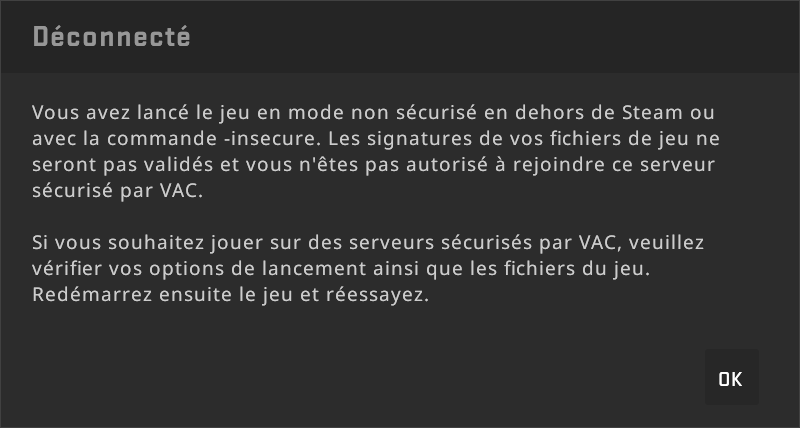 Déconnecté
Vous avez lancé le jeu en mode non sécurisé en dehors de Steam ou
avec la commande -insecure. Les signatures de vos fichiers de jeu ne
seront pas validés et vous n'êtes pas autorisé à rejoindre ce serveur
sécurisé par VAC.
Si vous souhaitez jouer sur des serveurs sécurisés par VAC, veuillez
vérifier vos options de lancement ainsi que les fichiers du jeu.
Redémarrez ensuite le jeu et réessayez.
OK